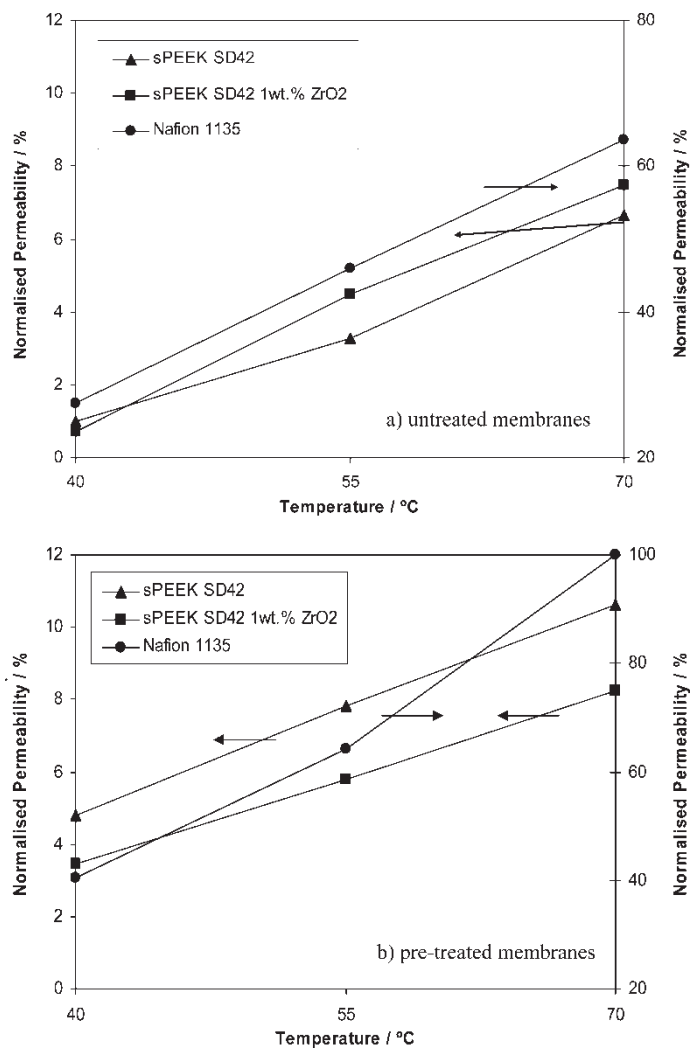 12
10
8
6
4
2
0
Normalised Permeability / %
80
60
40
20
Normalised Permeability / %
sPEEK SD42
sPEEK SD42 1wt.% ZrO2
Nafion 1135
a) untreated membranes
40 55 70
Temperature / ºC
12
10
8
6
4
2
0
Normalised Permeability / %
100
80
60
40
20
Normalised Permeability / %
sPEEK SD42
sPEEK SD42 1wt.% ZrO2
Nafion 1135
b) pre-treated membranes
40 55 70
Temperature / ºC